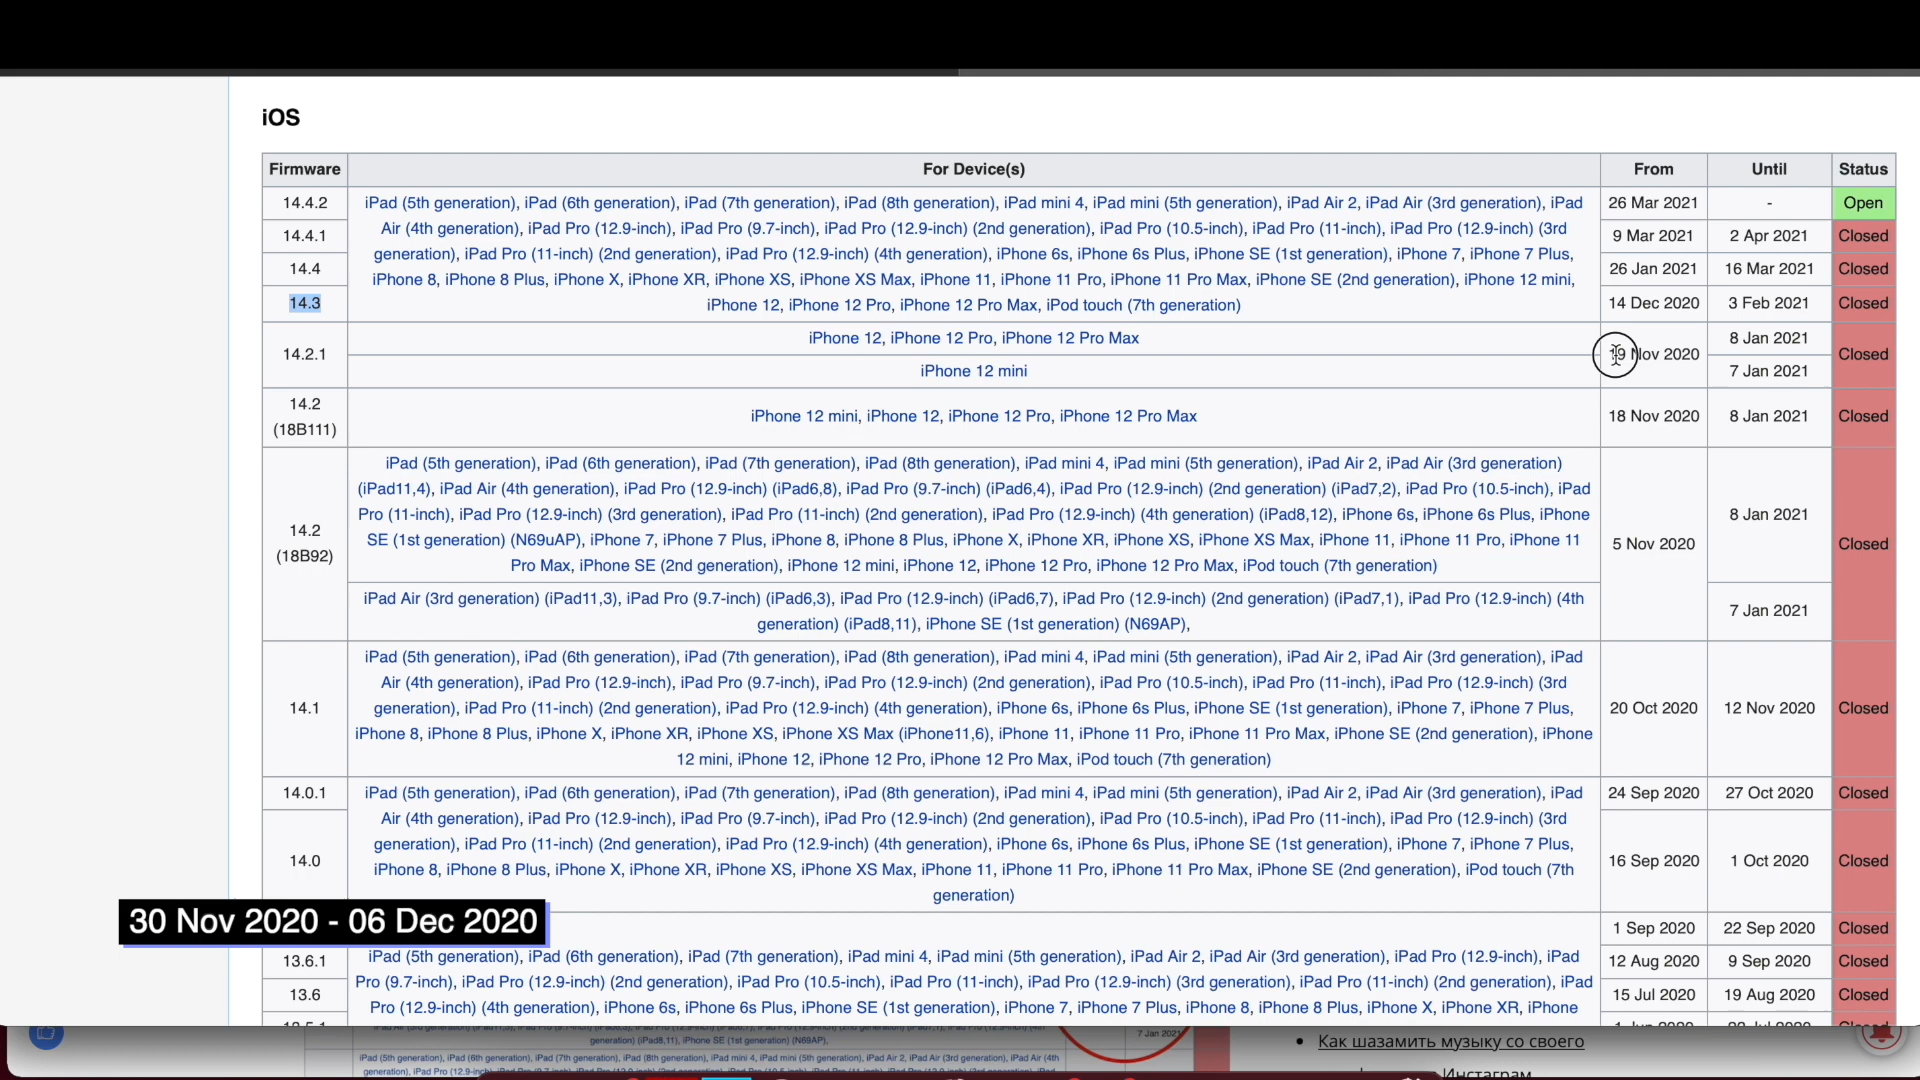 iOS
Firmware For Device(s) From Until Status
14.4.2
14.4.1
14.4
14.3
iPad (5th generation), iPad (6th generation), iPad (7th generation), iPad (8th generation), iPad mini 4, iPad mini (5th generation), iPad Air 2, iPad Air (3rd generation), iPad
Air (4th generation), iPad Pro (12.9-inch), iPad Pro (9.7-inch), iPad Pro (12.9-inch) (2nd generation), iPad Pro (10.5-inch), iPad Pro (11-inch), iPad Pro (12.9-inch) (3rd
generation), iPad Pro (11-inch) (2nd generation), iPad Pro (12.9-inch) (4th generation), iPhone 6s, iPhone 6s Plus, iPhone SE (1st generation), iPhone 7, iPhone 7 Plus,
iPhone 8, iPhone 8 Plus, iPhone X, iPhone XR, iPhone XS, iPhone XS Max, iPhone 11, iPhone 11 Pro, iPhone 11 Pro Max, iPhone SE (2nd generation), iPhone 12 mini,
iPhone 12, iPhone 12 Pro, iPhone 12 Pro Max, iPod touch (7th generation)
26 Mar 2021 - Open
9 Mar 2021 2 Apr 2021 Closed
26 Jan 2021 16 Mar 2021 Closed
14 Dec 2020 3 Feb 2021 Closed
14.2.1
iPhone 12, iPhone 12 Pro, iPhone 12 Pro Max
iPhone 12 mini
19 Nov 2020
8 Jan 2021
7 Jan 2021
Closed
14.2
(18B111)
iPhone 12 mini, iPhone 12, iPhone 12 Pro, iPhone 12 Pro Max
18 Nov 2020 8 Jan 2021 Closed
14.2
(18B92)
iPad (5th generation), iPad (6th generation), iPad (7th generation), iPad (8th generation), iPad mini 4, iPad mini (5th generation), iPad Air 2, iPad Air (3rd generation)
(iPad11,4), iPad Air (4th generation), iPad Pro (12.9-inch) (iPad6,8), iPad Pro (9.7-inch) (iPad6,4), iPad Pro (12.9-inch) (2nd generation) (iPad7,2), iPad Pro (10.5-inch), iPad
Pro (11-inch), iPad Pro (12.9-inch) (3rd generation), iPad Pro (11-inch) (2nd generation), iPad Pro (12.9-inch) (4th generation) (iPad8,12), iPhone 6s, iPhone 6s Plus, iPhone
SE (1st generation) (N69uAP), iPhone 7, iPhone 7 Plus, iPhone 8, iPhone 8 Plus, iPhone X, iPhone XR, iPhone XS, iPhone XS Max, iPhone 11, iPhone 11 Pro, iPhone 11
Pro Max, iPhone SE (2nd generation), iPhone 12 mini, iPhone 12, iPhone 12 Pro, iPhone 12 Pro Max, iPod touch (7th generation)
iPad Air (3rd generation) (iPad11,3), iPad Pro (9.7-inch) (iPad6,3), iPad Pro (12.9-inch) (iPad6,7), iPad Pro (12.9-inch) (2nd generation) (iPad7,1), iPad Pro (12.9-inch) (4th
generation) (iPad8,11), iPhone SE (1st generation) (N69AP),
5 Nov 2020
8 Jan 2021
7 Jan 2021
Closed
14.1
iPad (5th generation), iPad (6th generation), iPad (7th generation), iPad (8th generation), iPad mini 4, iPad mini (5th generation), iPad Air 2, iPad Air (3rd generation), iPad
Air (4th generation), iPad Pro (12.9-inch), iPad Pro (9.7-inch), iPad Pro (12.9-inch) (2nd generation), iPad Pro (10.5-inch), iPad Pro (11-inch), iPad Pro (12.9-inch) (3rd
generation), iPad Pro (11-inch) (2nd generation), iPad Pro (12.9-inch) (4th generation), iPhone 6s, iPhone 6s Plus, iPhone SE (1st generation), iPhone 7, iPhone 7 Plus,
iPhone 8, iPhone 8 Plus, iPhone X, iPhone XR, iPhone XS, iPhone XS Max (iPhone11,6), iPhone 11, iPhone 11 Pro, iPhone 11 Pro Max, iPhone SE (2nd generation), iPhone
12 mini, iPhone 12, iPhone 12 Pro, iPhone 12 Pro Max, iPod touch (7th generation)
20 Oct 2020 12 Nov 2020 Closed
14.0.1
14.0
iPad (5th generation), iPad (6th generation), iPad (7th generation), iPad (8th generation), iPad mini 4, iPad mini (5th generation), iPad Air 2, iPad Air (3rd generation), iPad
Air (4th generation), iPad Pro (12.9-inch), iPad Pro (9.7-inch), iPad Pro (12.9-inch) (2nd generation), iPad Pro (10.5-inch), iPad Pro (11-inch), iPad Pro (12.9-inch) (3rd
generation), iPad Pro (11-inch) (2nd generation), iPad Pro (12.9-inch) (4th generation), iPhone 6s, iPhone 6s Plus, iPhone SE (1st generation), iPhone 7, iPhone 7 Plus,
iPhone 8, iPhone 8 Plus, iPhone X, iPhone XR, iPhone XS, iPhone XS Max, iPhone 11, iPhone 11 Pro, iPhone 11 Pro Max, iPhone SE (2nd generation), iPod touch (7th
generation)
24 Sep 2020 27 Oct 2020 Closed
16 Sep 2020 1 Oct 2020 Closed
30 Nov 2020 - 06 Dec 2020
13.6.1
13.6
iPad (5th generation), iPad (6th generation), iPad (7th generation), iPad mini 4, iPad mini (5th generation), iPad Air 2, iPad Air (3rd generation), iPad Pro (12.9-inch), iPad
Pro (9.7-inch), iPad Pro (12.9-inch) (2nd generation), iPad Pro (10.5-inch), iPad Pro (11-inch), iPad Pro (12.9-inch) (3rd generation), iPad Pro (11-inch) (2nd generation), iPad
Pro (12.9-inch) (4th generation), iPhone 6s, iPhone 6s Plus, iPhone SE (1st generation), iPhone 7, iPhone 7 Plus, iPhone 8, iPhone 8 Plus, iPhone X, iPhone XR, iPhone
1 Sep 2020 22 Sep 2020 Closed
12 Aug 2020 9 Sep 2020 Closed
15 Jul 2020 19 Aug 2020 Closed
generation) (iPad8,11), iPhone SE (1st generation) (N69AP),
7 Jan 2021
iPad (5th generation), iPad (6th generation), iPad (7th generation), iPad (8th generation), iPad mini 4, iPad mini (5th generation), iPad Air 2, iPad Air (3rd generation), iPad Air (4th
Как шазамить музыку со своего
Инстаграм